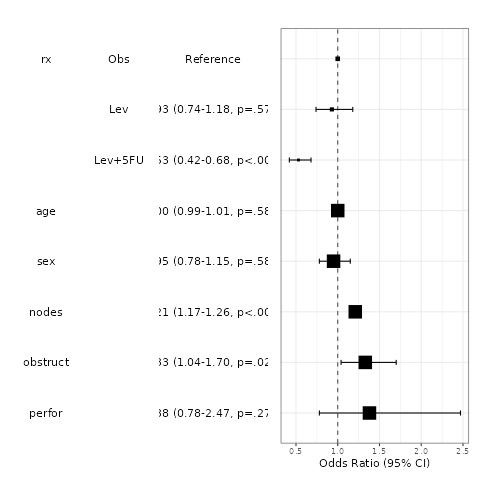 rx Obs Reference
Lev 93 (0.74-1.18, p=.57
Lev+5FU 53 (0.42-0.68, p<.00
age 00 (0.99-1.01, p=.58
sex 95 (0.78-1.15, p=.58
nodes 21 (1.17-1.26, p<.00
obstruct 33 (1.04-1.70, p=.02
perfor 38 (0.78-2.47, p=.27
0.5 1.0 1.5 2.0 2.5
Odds Ratio (95% CI)